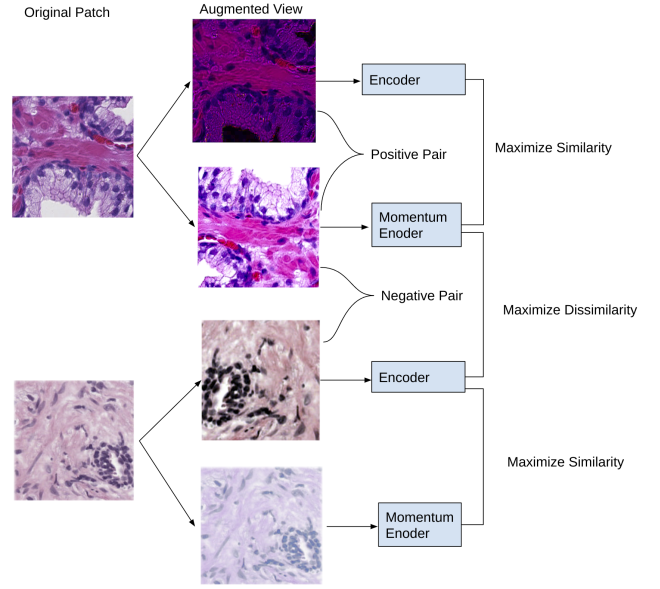 Original Patch
Augmented View
Encoder
Positive Pair
Maximize Similarity
Momentum
Enoder
Negative Pair
Maximize Dissimilarity
Encoder
Maximize Similarity
Momentum
Enoder